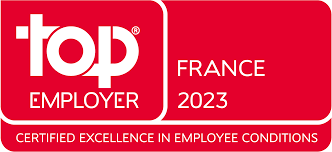 top®
EMPLOYER
FRANCE
2023
CERTIFIED EXCELLENCE IN EMPLOYEE CONDITIONS